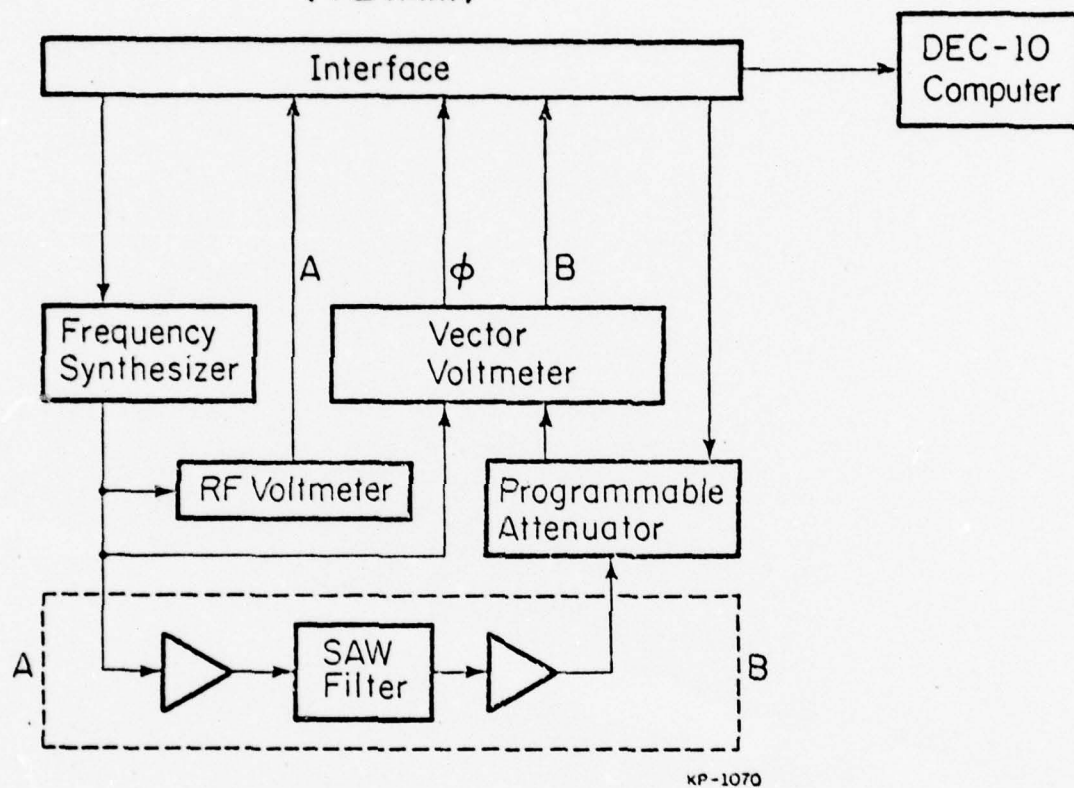 Interface
DEC-10
Computer
A
φ
B
Frequency
Synthesizer
Vector
Voltmeter
RF Voltmeter
Programmable
Attenuator
A
SAW
Filter
B
KP-1070